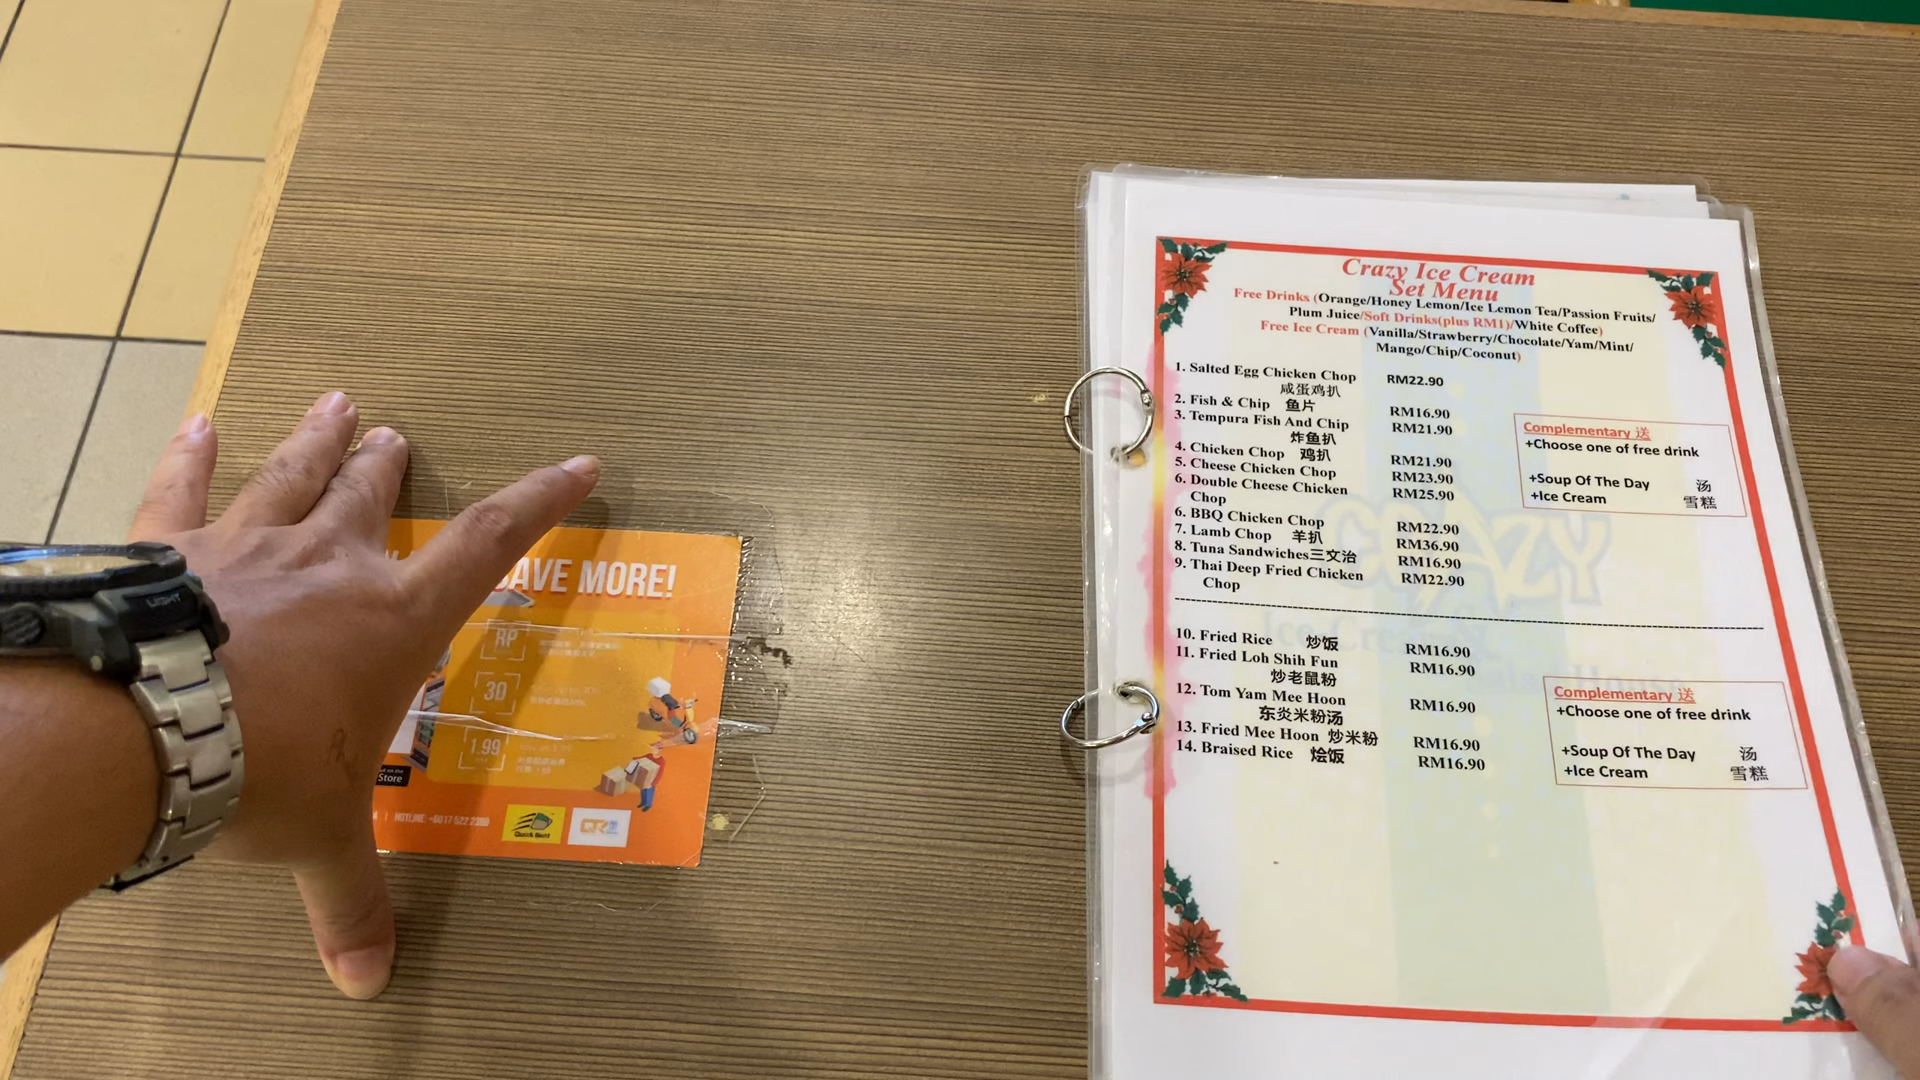 SAVE MORE!
RP
30
1.99
Store
HOTLINE
Quick Sent
LIGHT
Crazy Ice Cream
Set Menu
Free Drinks (Orange/Honey Lemon/Ice Lemon Tea/Passion Fruits/
Plum Juice/Soft Drinks(plus RM1)/White Coffee)
Free Ice Cream (Vanilla/Strawberry/Chocolate/Yam/Mint/
Mango/Chip/Coconut)
1. Salted Egg Chicken Chop RM22.90
咸蛋鸡扒
2. Fish & Chip 鱼片 RM16.90
3. Tempura Fish And Chip RM21.90
炸鱼扒
4. Chicken Chop 鸡扒 RM21.90
5. Cheese Chicken Chop RM23.90
6. Double Cheese Chicken RM25.90
Chop
6. BBQ Chicken Chop RM22.90
7. Lamb Chop 羊扒 RM36.90
8. Tuna Sandwiches三文治 RM16.90
9. Thai Deep Fried Chicken RM22.90
Chop
Complementary 送
+Choose one of free drink
+Soup Of The Day 汤
+Ice Cream 雪糕
10. Fried Rice 炒饭 RM16.90
11. Fried Loh Shih Fun RM16.90
炒老鼠粉
12. Tom Yam Mee Hoon RM16.90
东炎米粉汤
13. Fried Mee Hoon 炒米粉 RM16.90
14. Braised Rice 烩饭 RM16.90
Complementary 送
+Choose one of free drink
+Soup Of The Day 汤
+Ice Cream 雪糕
CRAZY
Ice Cream